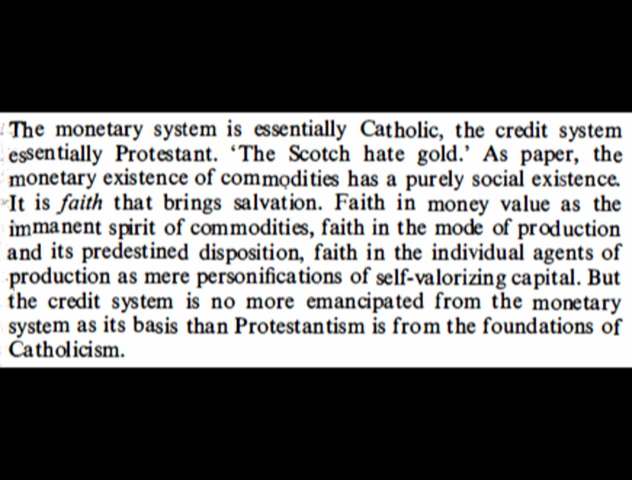 The monetary system is essentially Catholic, the credit system
essentially Protestant. ‘The Scotch hate gold.’ As paper, the
monetary existence of commodities has a purely social existence.
It is faith that brings salvation. Faith in money value as the
immanent spirit of commodities, faith in the mode of production
and its predestined disposition, faith in the individual agents of
production as mere personifications of self-valorizing capital. But
the credit system is no more emancipated from the monetary
system as its basis than Protestantism is from the foundations of
Catholicism.